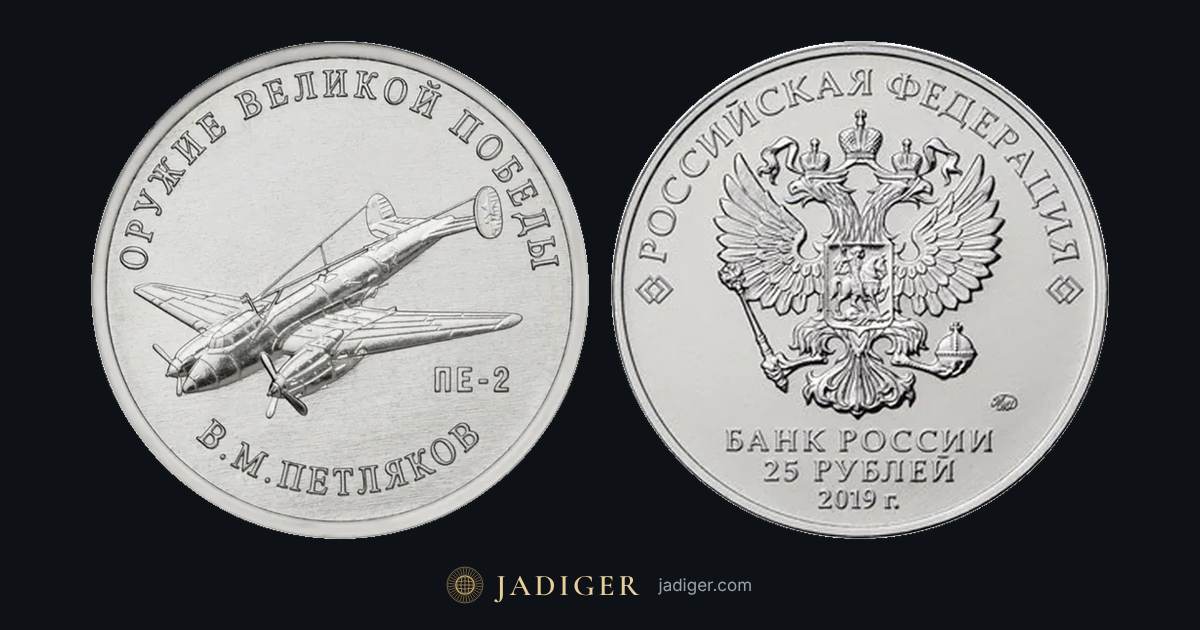 ОРУЖИЕ ВЕЛИКОЙ ПОБЕДЫ
ПЕ-2
В.М.ПЕТЛЯКОВ
РОССИЙСКАЯ ФЕДЕРАЦИЯ
БАНК РОССИИ
25 РУБЛЕЙ
2019 г.
JADIGER jadiger.com